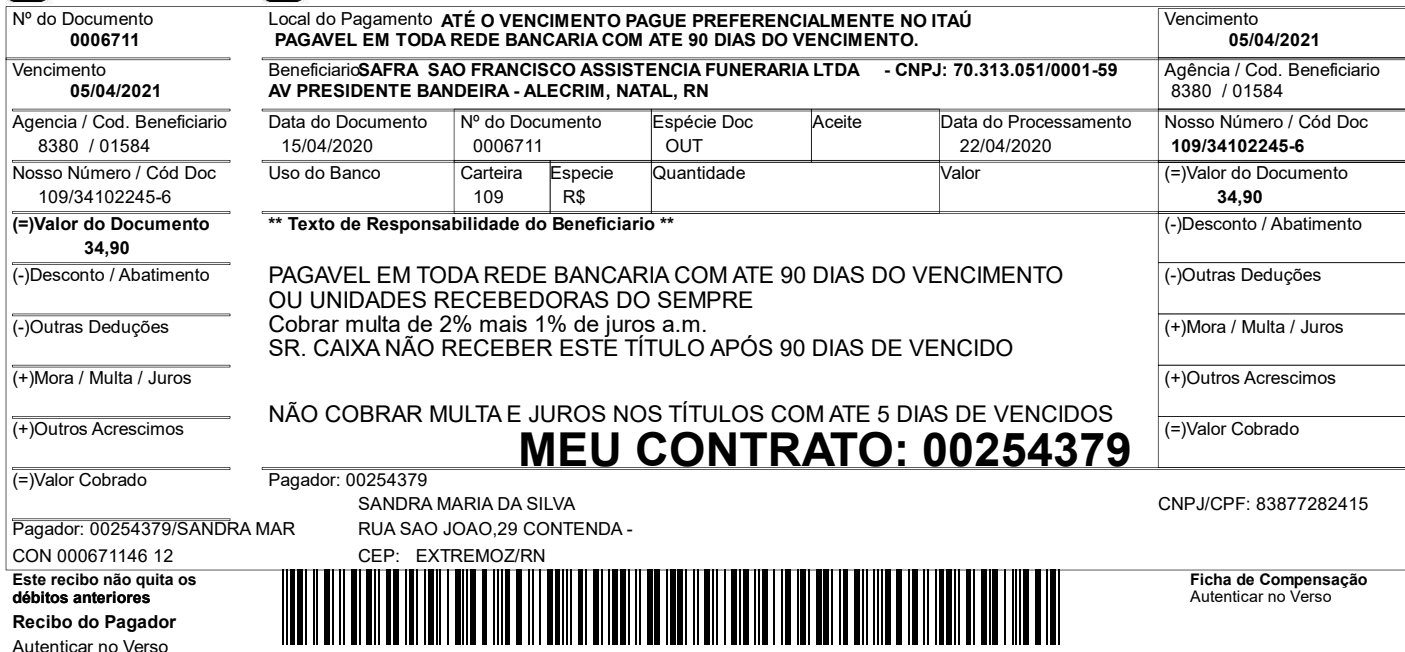 Nº do Documento
0006711
Vencimento
05/04/2021
Agencia / Cod. Beneficiario
8380 / 01584
Nosso Número / Cód Doc
109/34102245-6
(=)Valor do Documento
34,90
(-)Desconto / Abatimento
(-)Outras Deduções
(+)Mora / Multa / Juros
(+)Outros Acrescimos
(=)Valor Cobrado
Pagador: 00254379/SANDRA MAR
CON 000671146 12
Este recibo não quita os
débitos anteriores
Recibo do Pagador
Autenticar no Verso
Local do Pagamento ATÉ O VENCIMENTO PAGUE PREFERENCIALMENTE NO ITAÚ
PAGAVEL EM TODA REDE BANCARIA COM ATE 90 DIAS DO VENCIMENTO.
Beneficiario SAFRA SAO FRANCISCO ASSISTENCIA FUNERARIA LTDA - CNPJ: 70.313.051/0001-59
AV PRESIDENTE BANDEIRA - ALECRIM, NATAL, RN
Data do Documento Nº do Documento Espécie Doc Aceite Data do Processamento
15/04/2020 0006711 OUT 22/04/2020
Uso do Banco Carteira Especie Quantidade Valor
109 R$
** Texto de Responsabilidade do Beneficiario **
PAGAVEL EM TODA REDE BANCARIA COM ATE 90 DIAS DO VENCIMENTO
OU UNIDADES RECEBEDORAS DO SEMPRE
Cobrar multa de 2% mais 1% de juros a.m.
SR. CAIXA NÃO RECEBER ESTE TÍTULO APÓS 90 DIAS DE VENCIDO
NÃO COBRAR MULTA E JUROS NOS TÍTULOS COM ATE 5 DIAS DE VENCIDOS
MEU CONTRATO: 00254379
Pagador: 00254379
SANDRA MARIA DA SILVA CNPJ/CPF: 83877282415
RUA SAO JOAO,29 CONTENDA -
CEP: EXTREMOZ/RN
Vencimento
05/04/2021
Agência / Cod. Beneficiario
8380 / 01584
Nosso Número / Cód Doc
109/34102245-6
(=)Valor do Documento
34,90
(-)Desconto / Abatimento
(-)Outras Deduções
(+)Mora / Multa / Juros
(+)Outros Acrescimos
(=)Valor Cobrado
Ficha de Compensação
Autenticar no Verso